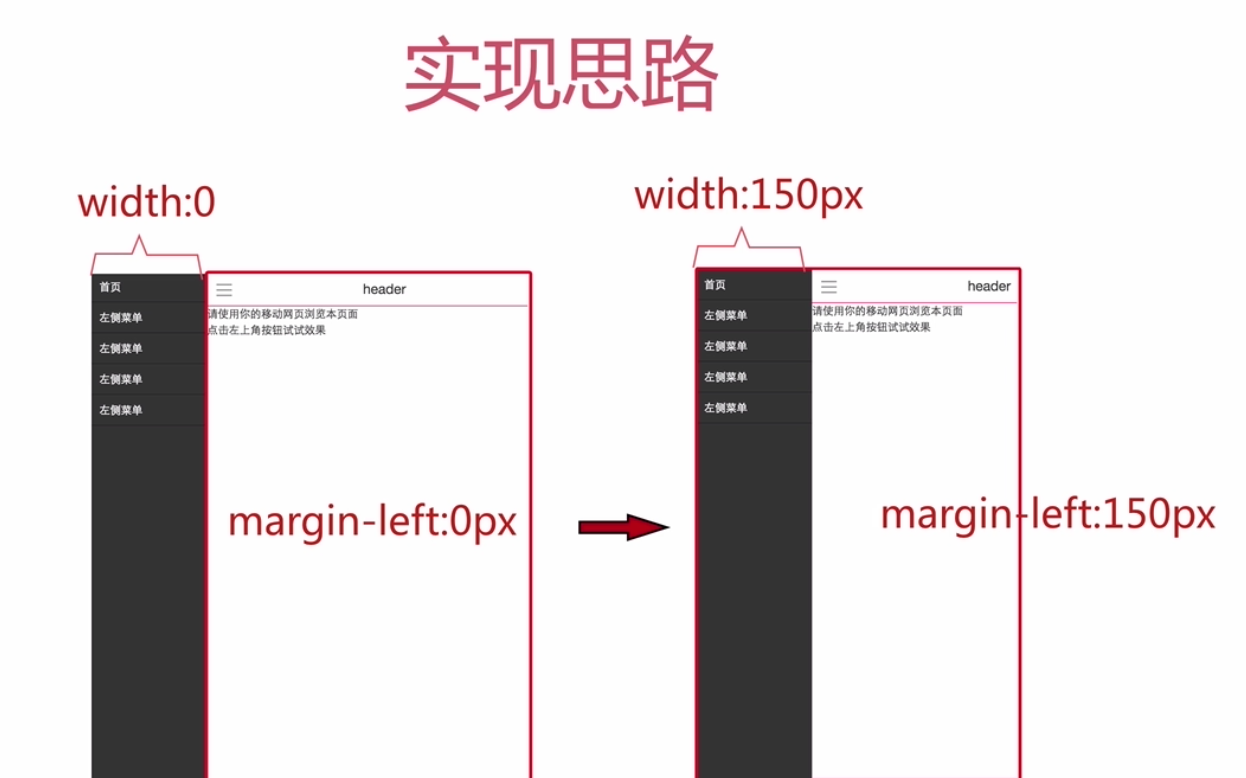 实现思路
width:0
width:150px
首页
左侧菜单
左侧菜单
左侧菜单
左侧菜单
header
请使用你的移动网页浏览本页面
点击左上角按钮试试效果
margin-left:0px
首页
左侧菜单
左侧菜单
左侧菜单
左侧菜单
header
请使用你的移动网页浏览本页面
点击左上角按钮试试效果
margin-left:150px